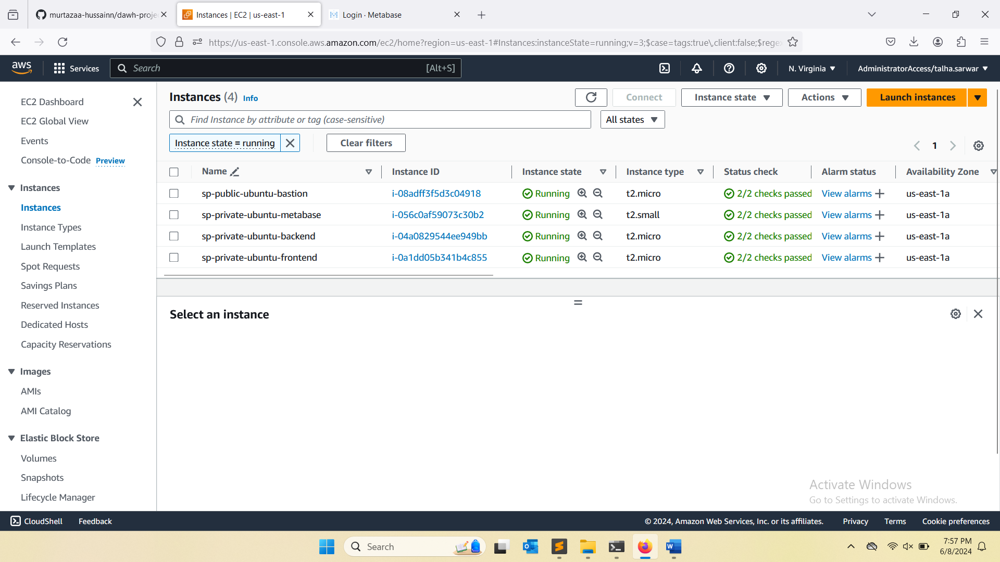 murtazaa-hussainn/dawh-proje
Instances | EC2 | us-east-1
Login · Metabase
https://us-east-1.console.aws.amazon.com/ec2/home?region=us-east-1#Instances:instanceState=running;v=3;$case=tags:true\,client:false;$rege
aws
Services
Search
[Alt+S]
N. Virginia
AdministratorAccess/talha.sarwar
EC2 Dashboard
EC2 Global View
Events
Console-to-Code Preview
Instances
Instances
Instance Types
Launch Templates
Spot Requests
Savings Plans
Reserved Instances
Dedicated Hosts
Capacity Reservations
Images
AMIs
AMI Catalog
Elastic Block Store
Volumes
Snapshots
Lifecycle Manager
Instances (4) Info
Connect
Instance state
Actions
Launch instances
Find Instance by attribute or tag (case-sensitive)
All states
Instance state = running
Clear filters
1
Name Instance ID Instance state Instance type Status check Alarm status Availability Zone
sp-public-ubuntu-bastion i-08adff3f5d3c04918 Running t2.micro 2/2 checks passed View alarms us-east-1a
sp-private-ubuntu-metabase i-056c0af59073c30b2 Running t2.small 2/2 checks passed View alarms us-east-1a
sp-private-ubuntu-backend i-04a0829544ee949bb Running t2.micro 2/2 checks passed View alarms us-east-1a
sp-private-ubuntu-frontend i-0a1dd05b341b4c855 Running t2.micro 2/2 checks passed View alarms us-east-1a
Select an instance
Activate Windows
Go to Settings to activate Windows.
CloudShell
Feedback
© 2024, Amazon Web Services, Inc. or its affiliates.
Privacy
Terms
Cookie preferences
Search
7:57 PM
6/8/2024